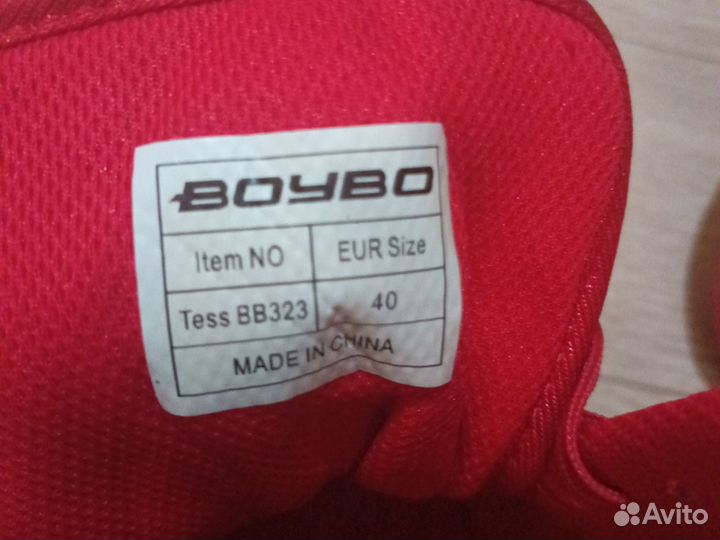 BOYBO
Item NO EUR Size
Tess BB323 40
MADE IN CHINA
Avito